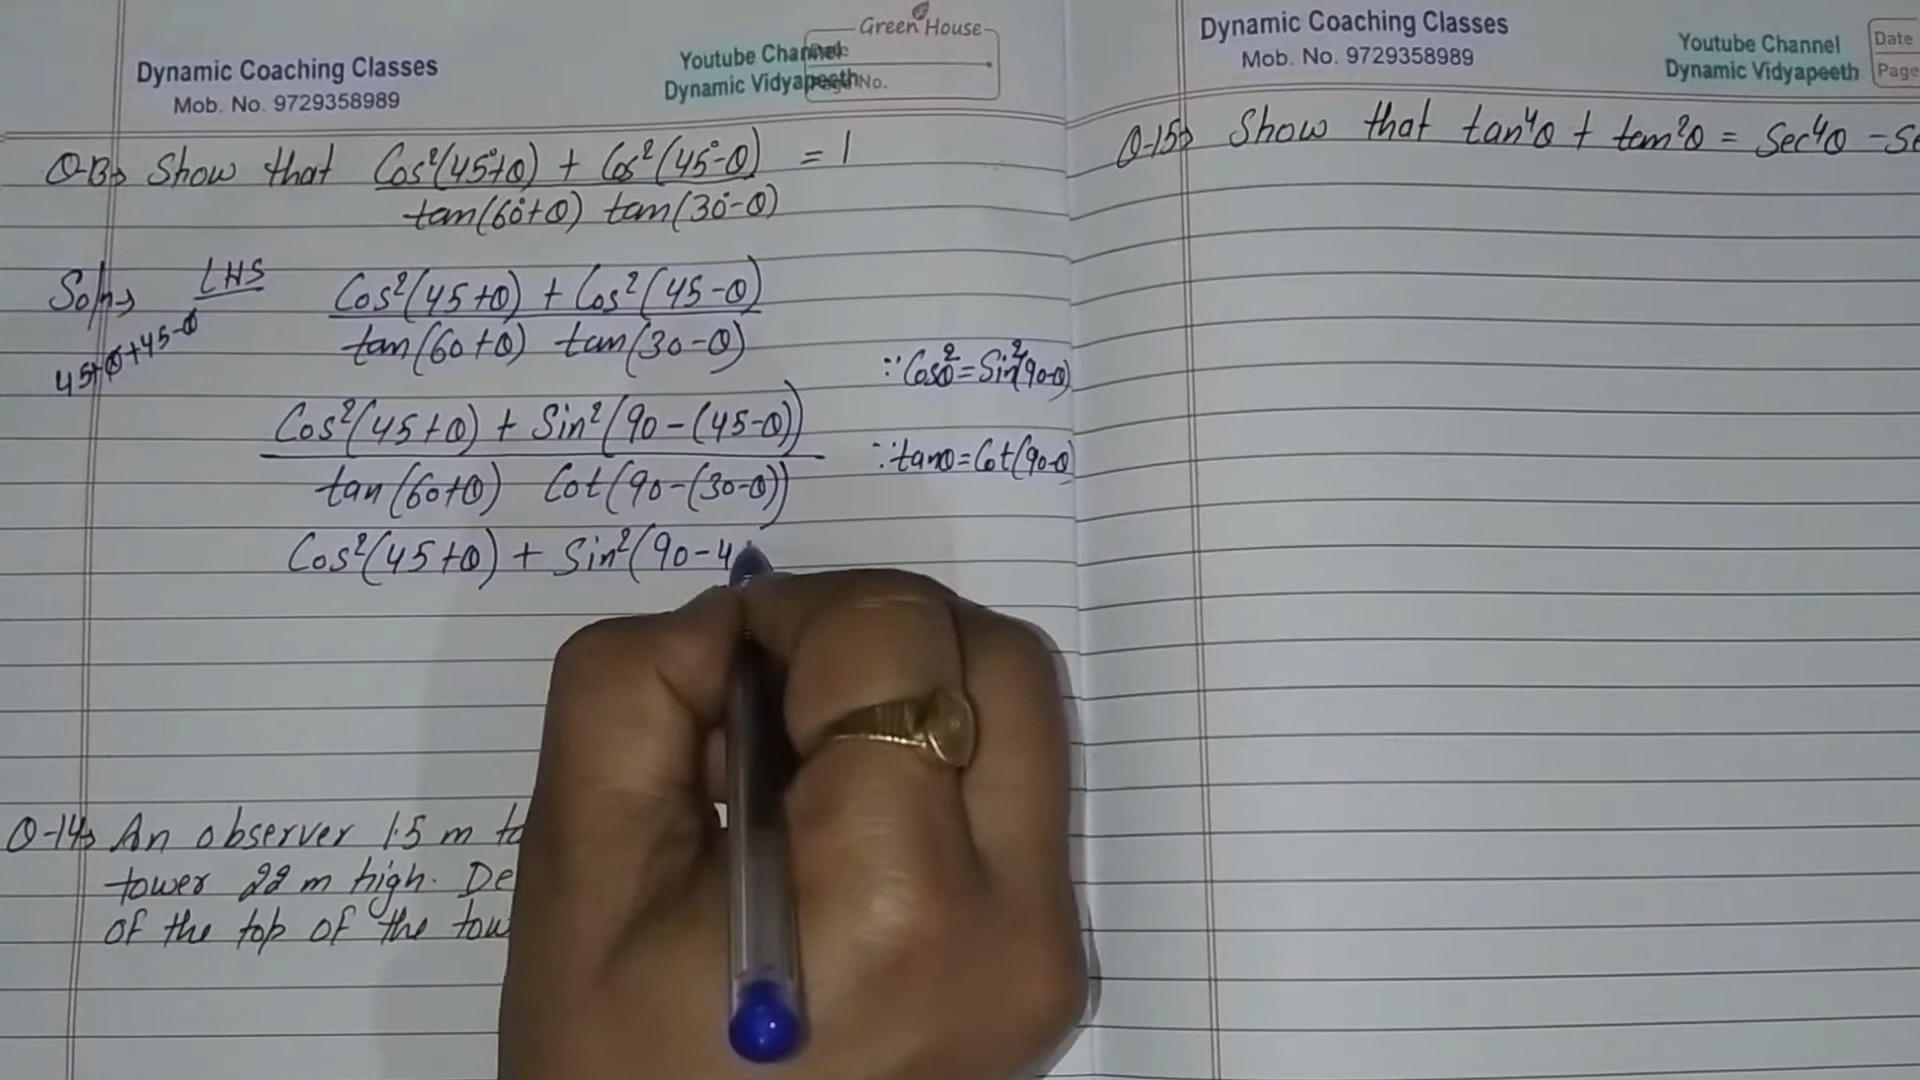 Green House
Dynamic Coaching Classes
Mob. No. 9729358989
Youtube Channel
Dynamic Vidyapeeth
No.
Q-13→ Show that Cos²(45°+θ) + Cos²(45°-θ) = 1
tan(60°+θ) tan(30°-θ)
Soln→ LHS Cos²(45+θ) + Cos²(45-θ)
tan(60+θ) tan(30-θ)
45+θ+45-θ
∵ Cos²θ = Sin²(90-θ)
Cos²(45+θ) + Sin²(90-(45-θ))
tan(60+θ) Cot(90-(30-θ))
∵ tanθ = Cot(90-θ)
Cos²(45+θ) + Sin²(90-4
Q-14→ An observer 1.5 m
tower 22 m high.
of the top of the
Dynamic Coaching Classes
Mob. No. 9729358989
Youtube Channel
Dynamic Vidyapeeth
Date
Page
Q-15→ Show that tan⁴θ + tan²θ = Sec⁴θ -